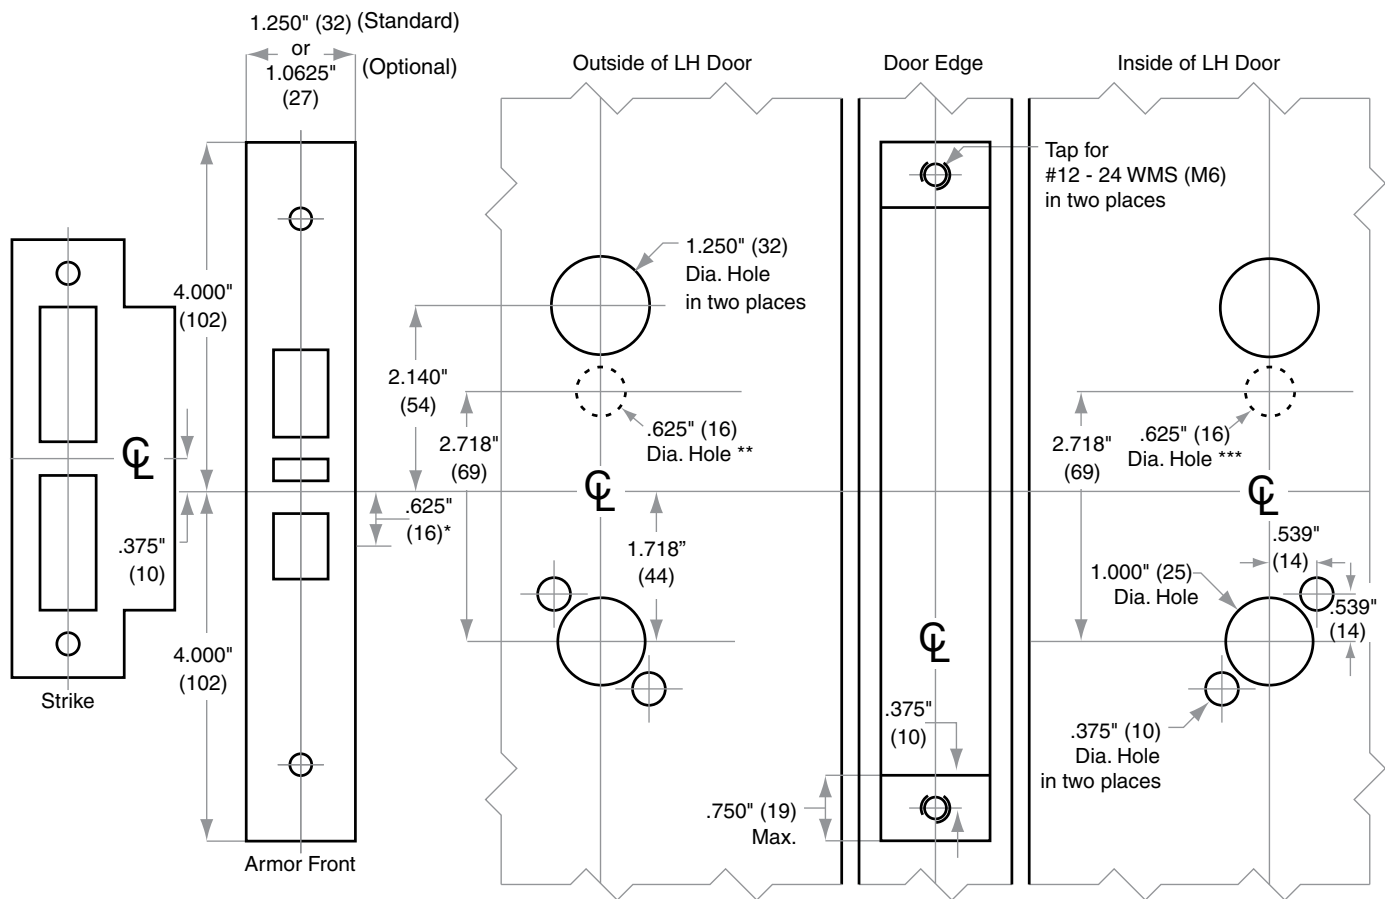 1.250" (32) (Standard)
or
1.0625"
(27)
(Optional)
4.000"
(102)
4.000"
(102)
Armor Front
℄
.375"
(10)
Strike
2.140"
(54)
.625"
(16)*
Outside of LH Door
1.250" (32)
Dia. Hole
in two places
.625" (16)
Dia. Hole **
2.718"
(69)
℄
1.718”
(44)
Door Edge
Tap for
#12 - 24 WMS (M6)
in two places
℄
.375"
(10)
.750" (19)
Max.
Inside of LH Door
.625" (16)
Dia. Hole ***
2.718"
(69)
℄
.539"
(14)
1.000" (25)
Dia. Hole
.539"
(14)
.375" (10)
Dia. Hole
in two places